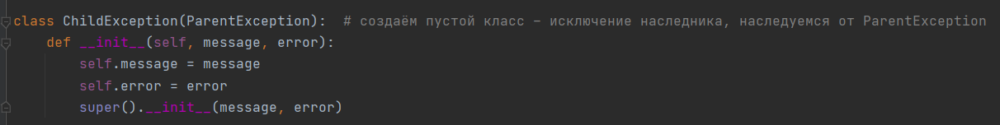 class ChildException(ParentException):  # создаём пустой класс – исключение наследника, наследуемся от ParentException
    def __init__(self, message, error):
        self.message = message
        self.error = error
        super().__init__(message, error)